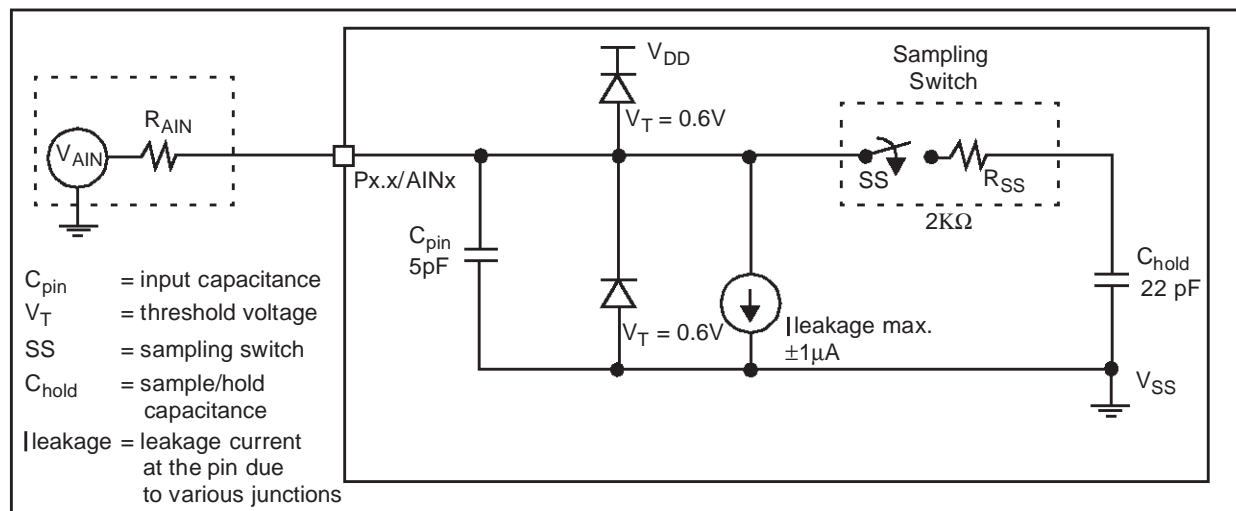 V_DD
Sampling
Switch
R_AIN
V_T = 0.6V
V_AIN
Px.x/AINx
SS
R_SS
2KΩ
C_pin
5pF
C_hold
22 pF
V_T = 0.6V
I leakage max.
±1µA
V_SS
C_pin = input capacitance
V_T = threshold voltage
SS = sampling switch
C_hold = sample/hold
capacitance
I leakage = leakage current
at the pin due
to various junctions